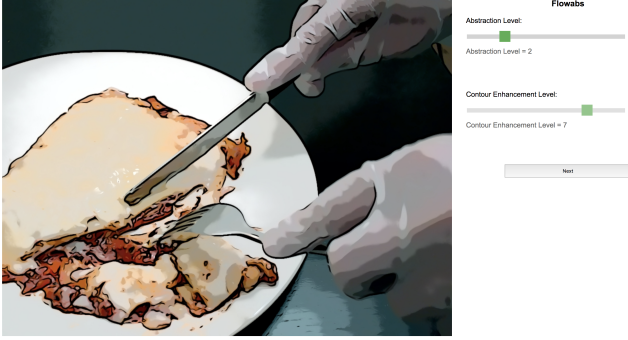 Flowabs
Abstraction Level:
Abstraction Level = 2
Contour Enhancement Level:
Contour Enhancement Level = 7
Next